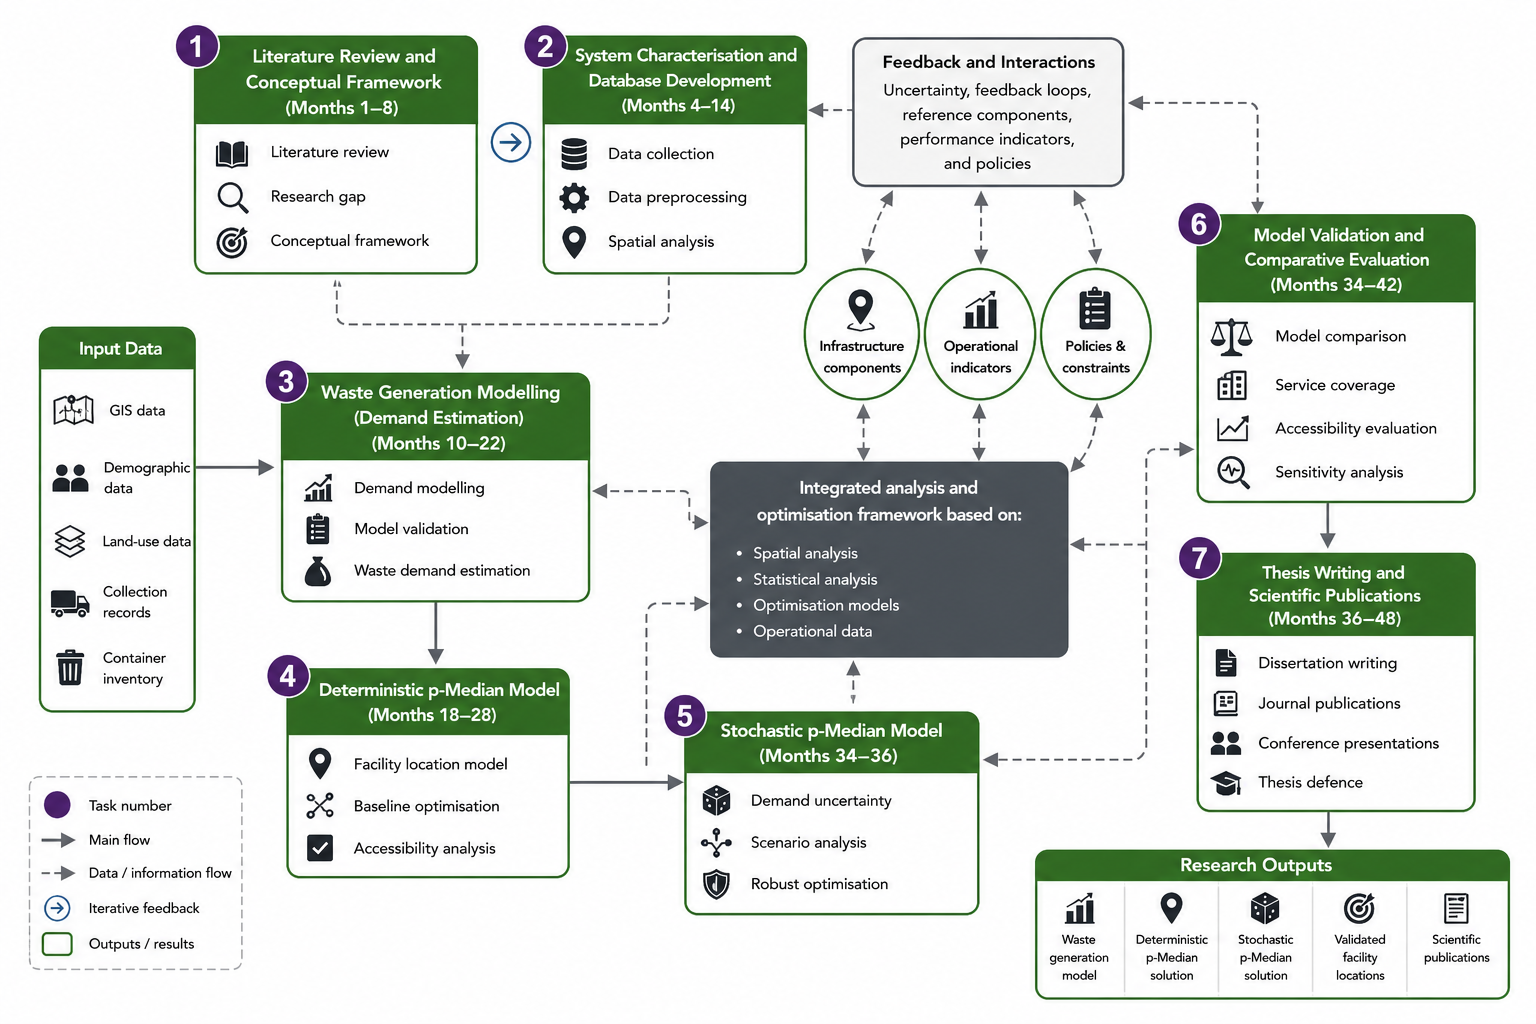 1
Literature Review and
Conceptual Framework
(Months 1–8)
Literature review
Research gap
Conceptual framework
2
System Characterisation and
Database Development
(Months 4–14)
Data collection
Data preprocessing
Spatial analysis
Feedback and Interactions
Uncertainty, feedback loops,
reference components,
performance indicators,
and policies
Infrastructure
components
Operational
indicators
Policies &
constraints
Input Data
GIS data
Demographic
data
Land-use data
Collection
records
Container
inventory
3
Waste Generation Modelling
(Demand Estimation)
(Months 10–22)
Demand modelling
Model validation
Waste demand estimation
Integrated analysis and
optimisation framework based on:
• Spatial analysis
• Statistical analysis
• Optimisation models
• Operational data
4
Deterministic p-Median Model
(Months 18–28)
Facility location model
Baseline optimisation
Accessibility analysis
5
Stochastic p-Median Model
(Months 34–36)
Demand uncertainty
Scenario analysis
Robust optimisation
6
Model Validation and
Comparative Evaluation
(Months 34–42)
Model comparison
Service coverage
Accessibility evaluation
Sensitivity analysis
7
Thesis Writing and
Scientific Publications
(Months 36–48)
Dissertation writing
Journal publications
Conference presentations
Thesis defence
Task number
Main flow
Data / information flow
Iterative feedback
Outputs / results
Research Outputs
Waste
generation
model
Deterministic
p-Median
solution
Stochastic
p-Median
solution
Validated
facility
locations
Scientific
publications